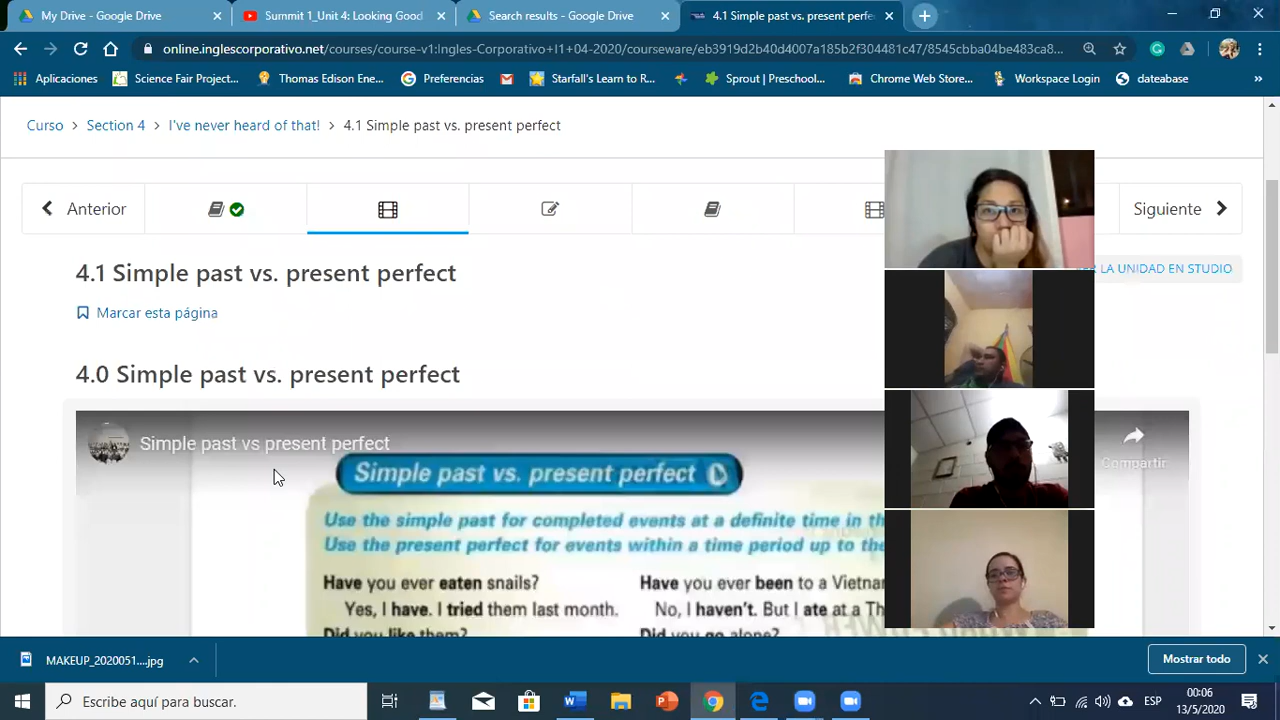 My Drive - Google Drive
Summit 1_Unit 4: Looking Good
Search results - Google Drive
4.1 Simple past vs. present perfe
online.inglescorporativo.net/courses/course-v1:Ingles-Corporativo+I1+04-2020/courseware/eb3919d2b40d4007a185b2f304481c47/8545cbba04be483ca8...
Aplicaciones
Science Fair Project...
Thomas Edison Ene...
Preferencias
Starfall's Learn to R...
Sprout | Preschool...
Chrome Web Store...
Workspace Login
dateabase
Curso
Section 4
I've never heard of that!
4.1 Simple past vs. present perfect
Anterior
Siguiente
4.1 Simple past vs. present perfect
LA UNIDAD EN STUDIO
Marcar esta página
4.0 Simple past vs. present perfect
Simple past vs present perfect
Compartir
Simple past vs. present perfect
Use the simple past for completed events at a definite time in th
Use the present perfect for events within a time period up to the
Have you ever eaten snails?
Have you ever been to a Vietnar
Yes, I have. I tried them last month.
No, I haven't. But I ate at a Th
Did you like them?
Did you go alone?
MAKEUP_2020051....jpg
Mostrar todo
Escribe aquí para buscar.
ESP
00:06
13/5/2020